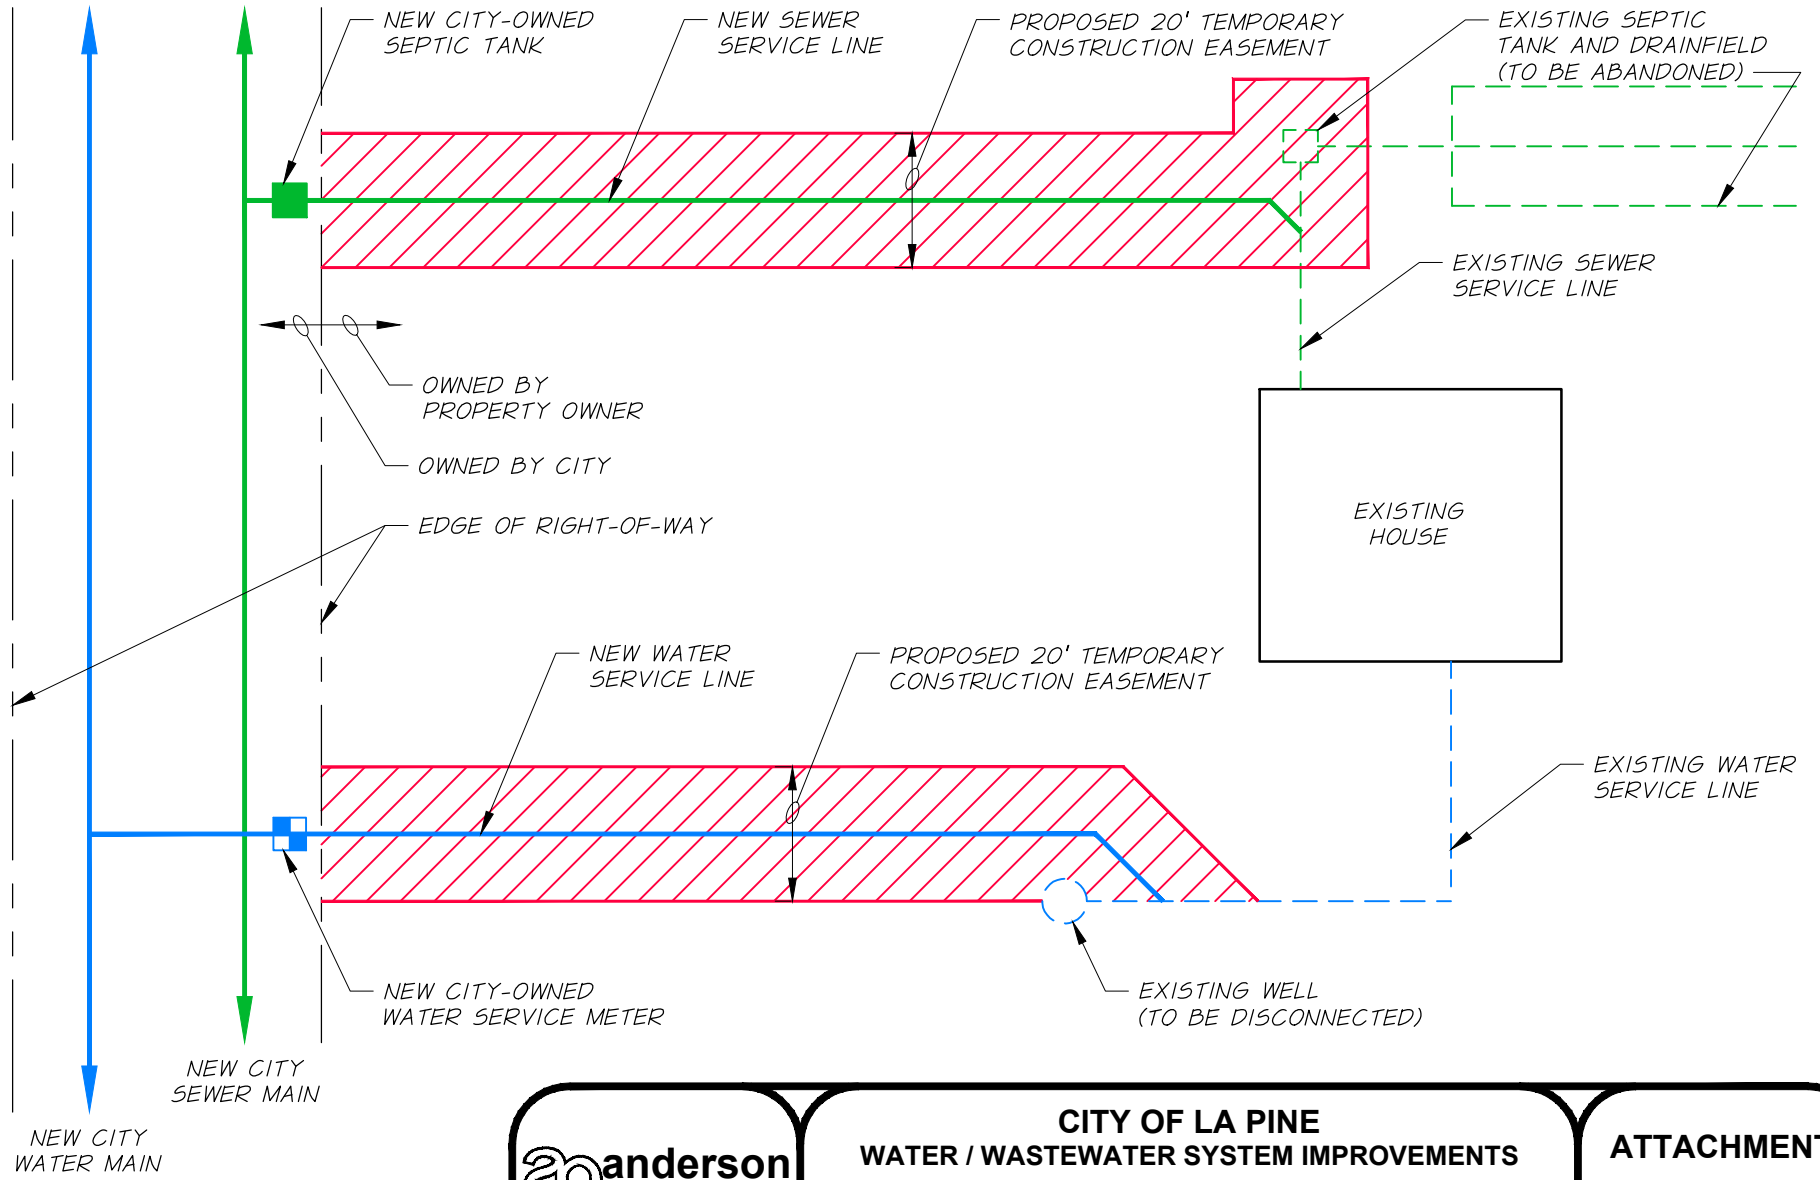 NEW CITY-OWNED
SEPTIC TANK
NEW SEWER
SERVICE LINE
PROPOSED 20' TEMPORARY
CONSTRUCTION EASEMENT
EXISTING SEPTIC
TANK AND DRAINFIELD
(TO BE ABANDONED)
EXISTING SEWER
SERVICE LINE
OWNED BY
PROPERTY OWNER
OWNED BY CITY
EDGE OF RIGHT-OF-WAY
EXISTING
HOUSE
NEW WATER
SERVICE LINE
PROPOSED 20' TEMPORARY
CONSTRUCTION EASEMENT
EXISTING WATER
SERVICE LINE
NEW CITY-OWNED
WATER SERVICE METER
EXISTING WELL
(TO BE DISCONNECTED)
NEW CITY
SEWER MAIN
NEW CITY
WATER MAIN
anderson
CITY OF LA PINE
WATER / WASTEWATER SYSTEM IMPROVEMENTS
ATTACHMENT